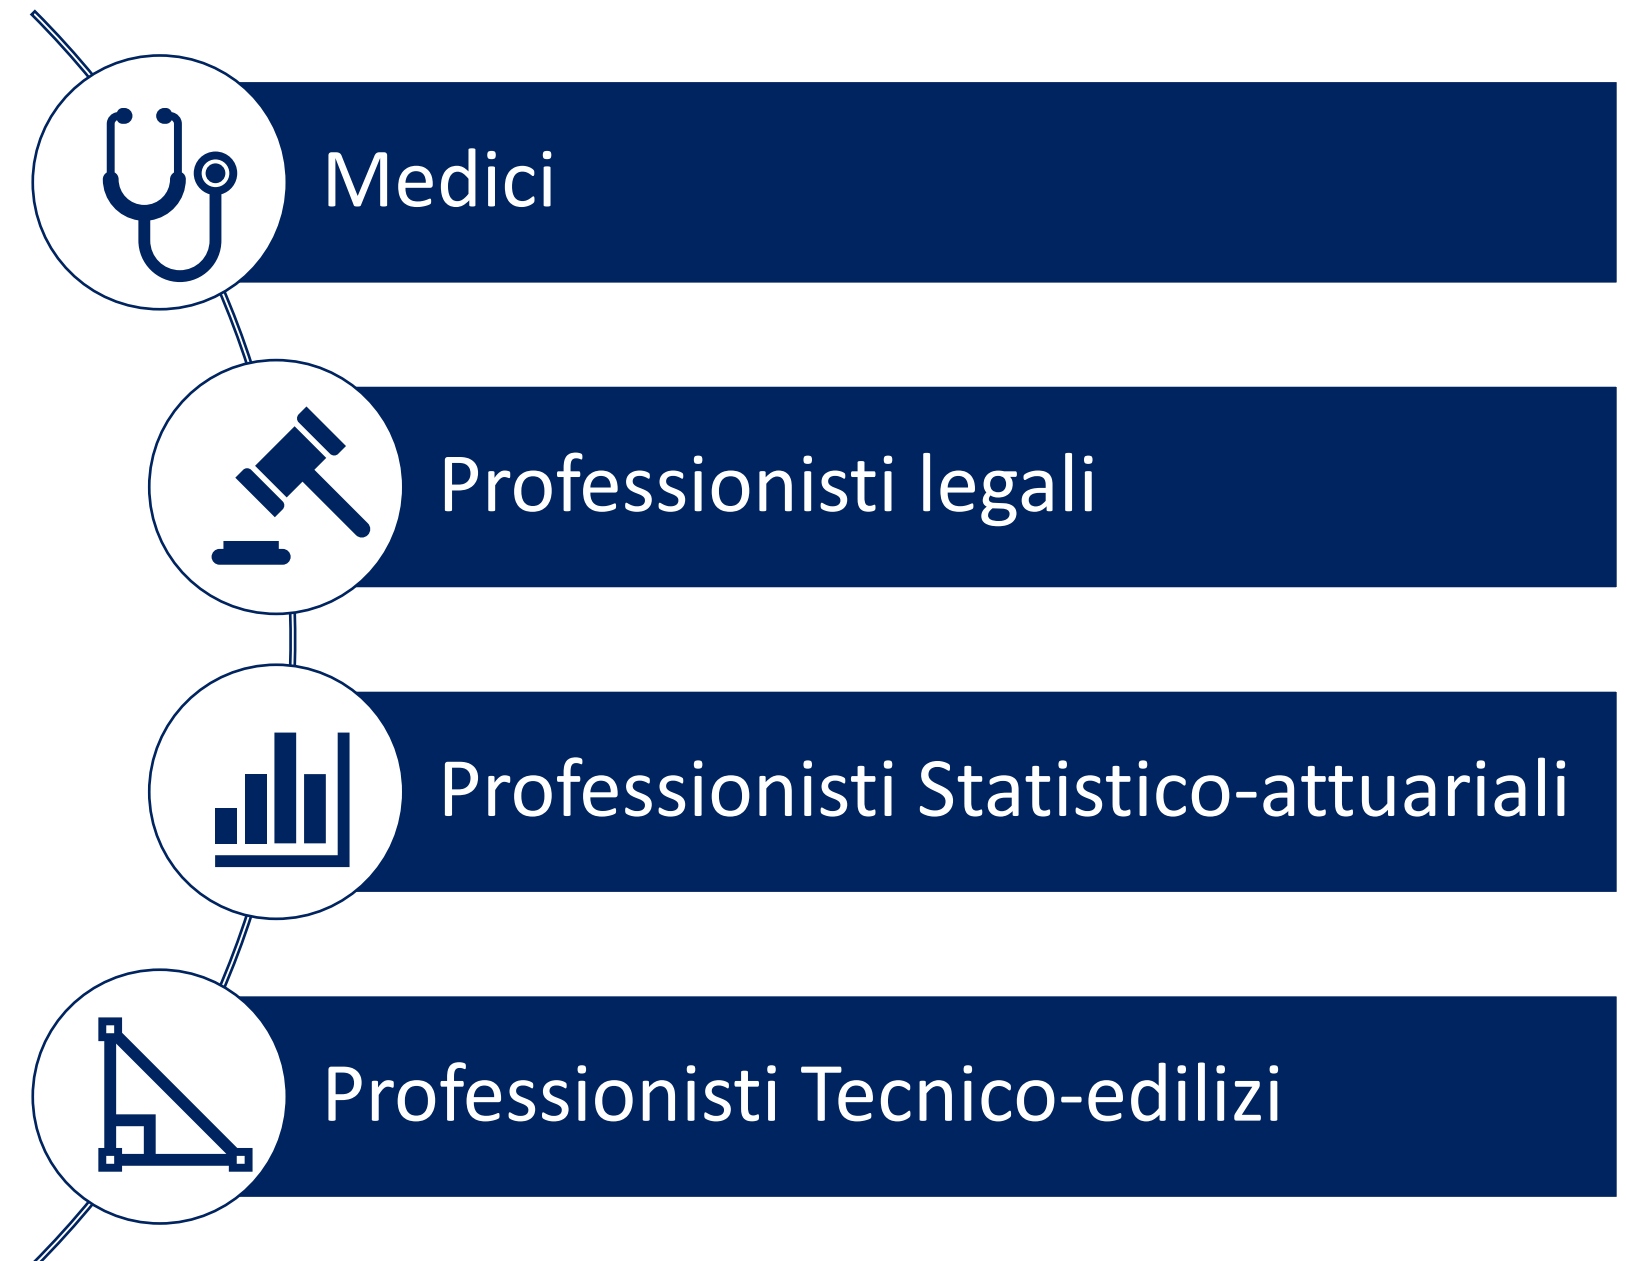 Medici
Professionisti legali
Professionisti Statistico-attuariali
Professionisti Tecnico-edilizi